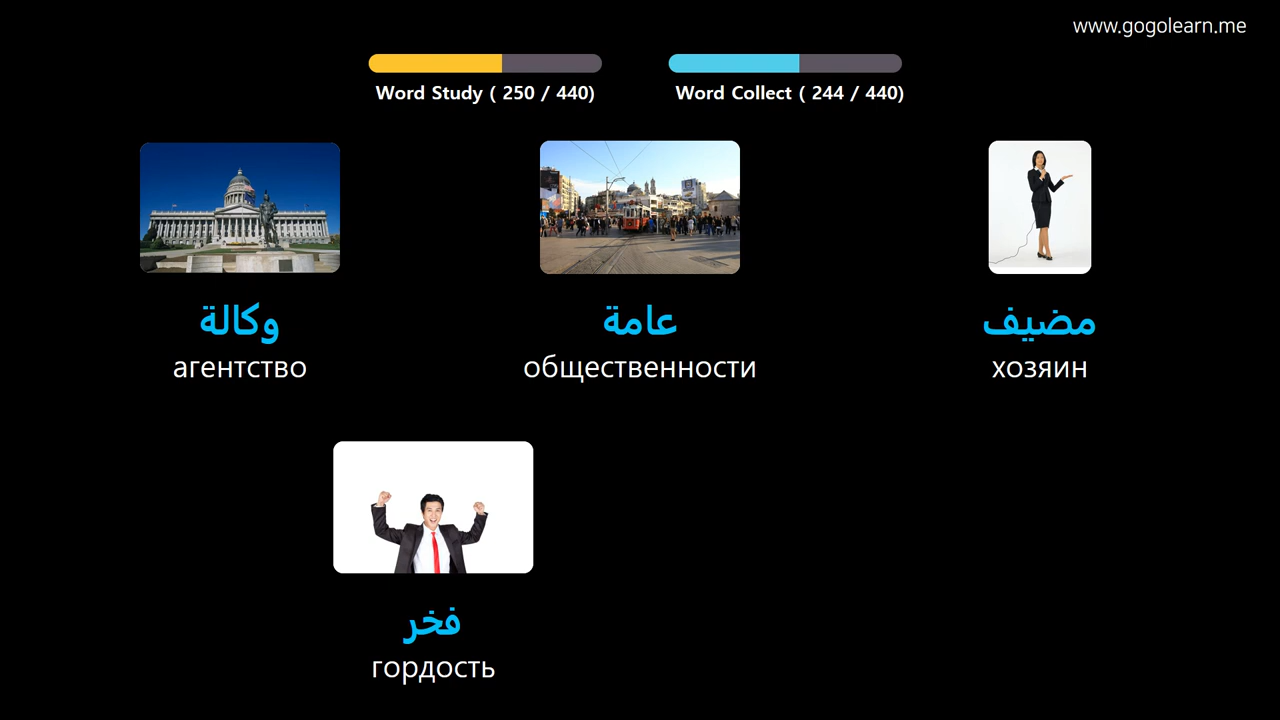 www.gogolearn.me
Word Study ( 250 / 440)
Word Collect ( 244 / 440)
وكالة
агентство
عامة
общественности
مضيف
хозяин
فخر
гордость